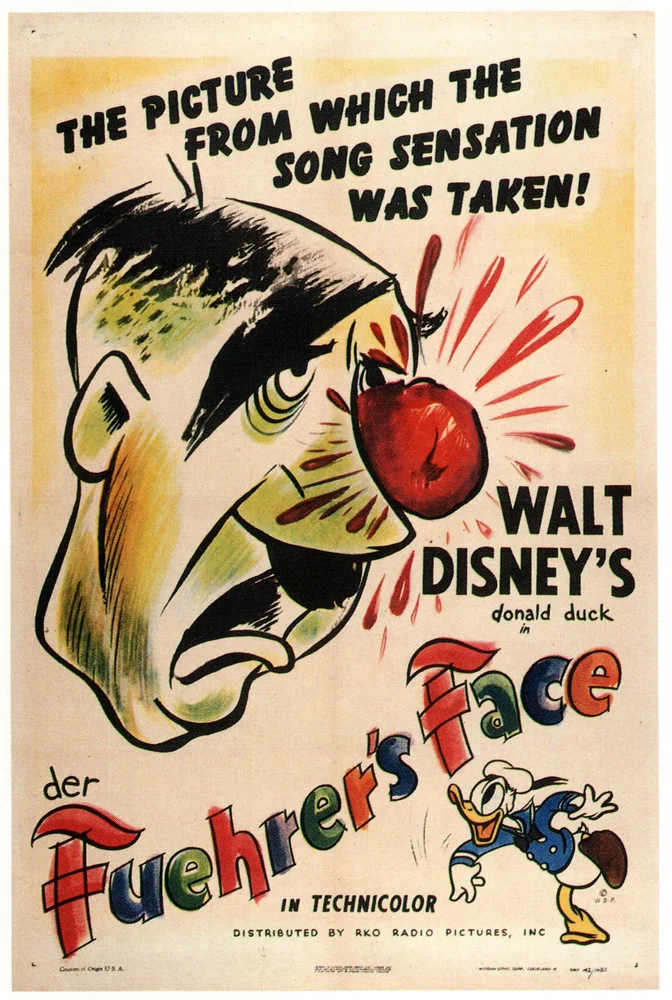 THE PICTURE
FROM WHICH THE
SONG SENSATION
WAS TAKEN!
WALT
DISNEY'S
donald duck
in
der
Fuehrer's Face
IN TECHNICOLOR
DISTRIBUTED BY RKO RADIO PICTURES, INC
©
W.D.P.
Country of Origin U.S.A.